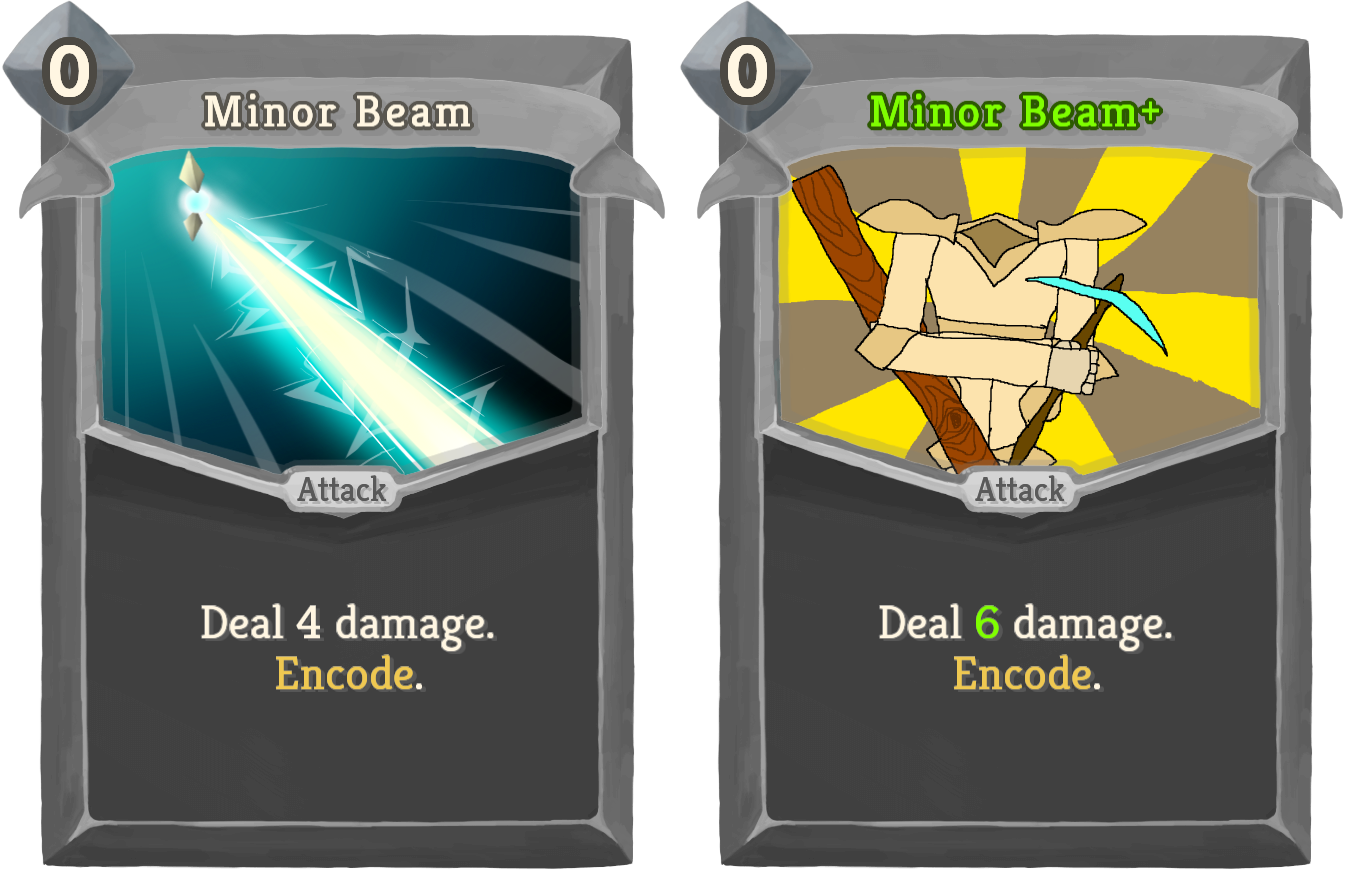 0
Minor Beam
Attack
Deal 4 damage.
Encode.
0
Minor Beam+
Attack
Deal 6 damage.
Encode.